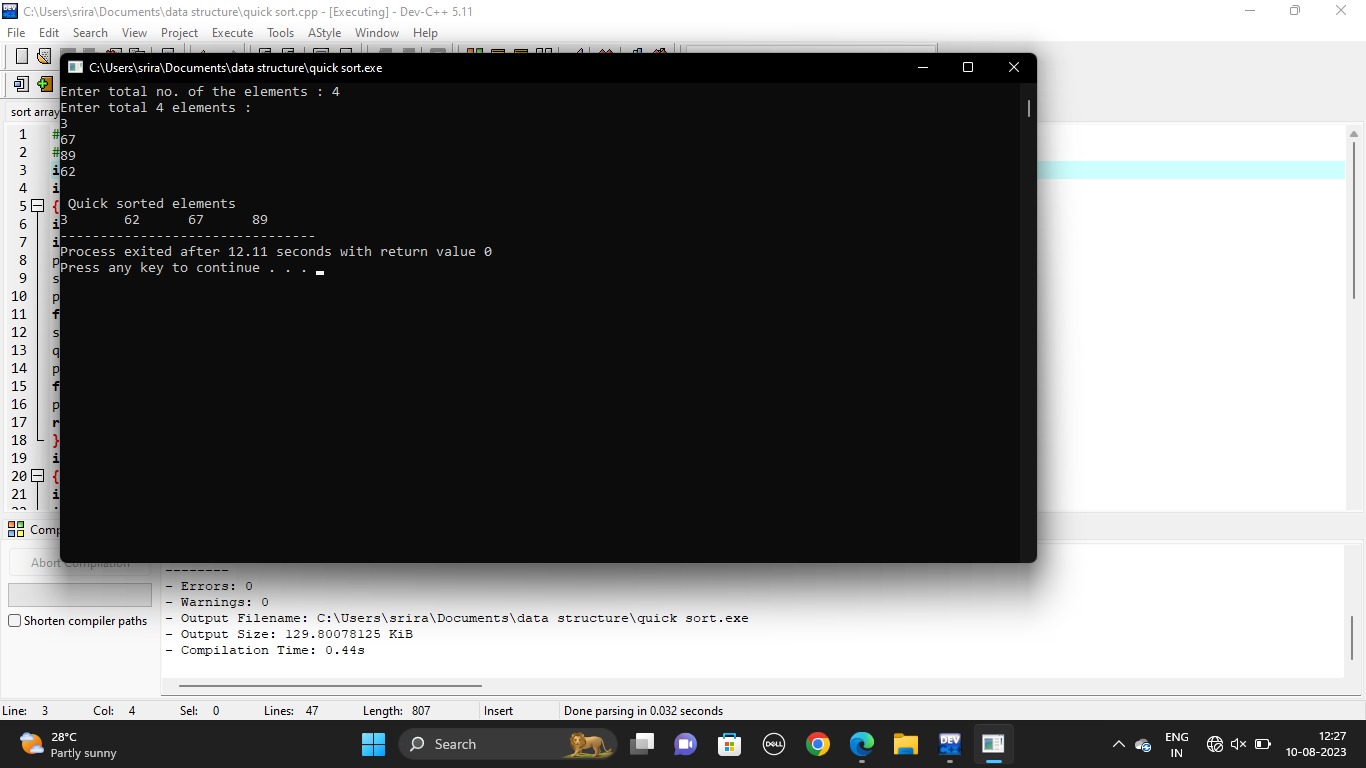 C:\Users\srira\Documents\data structure\quick sort.cpp - [Executing] - Dev-C++ 5.11
File Edit Search View Project Execute Tools AStyle Window Help
C:\Users\srira\Documents\data structure\quick sort.exe
Enter total no. of the elements : 4
Enter total 4 elements :
3
67
89
62
Quick sorted elements
3 62 67 89
--------------------------------
Process exited after 12.11 seconds with return value 0
Press any key to continue . . .
sort array
1 #
2 #
3 i
4 i
5 {
6 i
7 i
8 p
9 s
10 p
11 f
12 s
13 q
14 p
15 f
16 p
17 r
18 }
19 i
20 {
21 i
Comp
Abort Compilation
Shorten compiler paths
--------
- Errors: 0
- Warnings: 0
- Output Filename: C:\Users\srira\Documents\data structure\quick sort.exe
- Output Size: 129.80078125 KiB
- Compilation Time: 0.44s
Line: 3 Col: 4 Sel: 0 Lines: 47 Length: 807 Insert Done parsing in 0.032 seconds
28°C
Partly sunny
Search
DELL
DEV
ENG
IN
12:27
10-08-2023